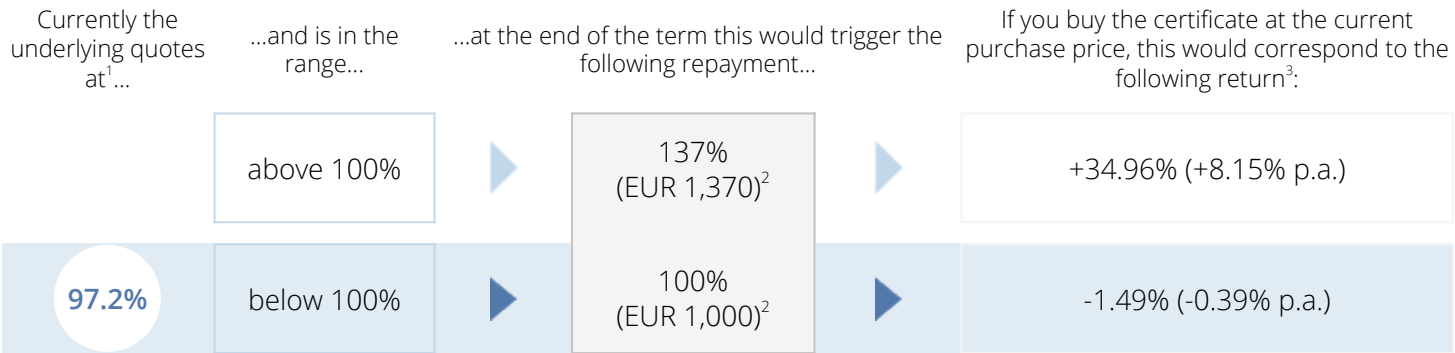 Currently the
underlying quotes
at¹...
...and is in the
range...
...at the end of the term this would trigger the
following repayment...
If you buy the certificate at the current
purchase price, this would correspond to the
following return³:
above 100%
137%
(EUR 1,370)²
+34.96% (+8.15% p.a.)
97.2%
below 100%
100%
(EUR 1,000)²
-1.49% (-0.39% p.a.)